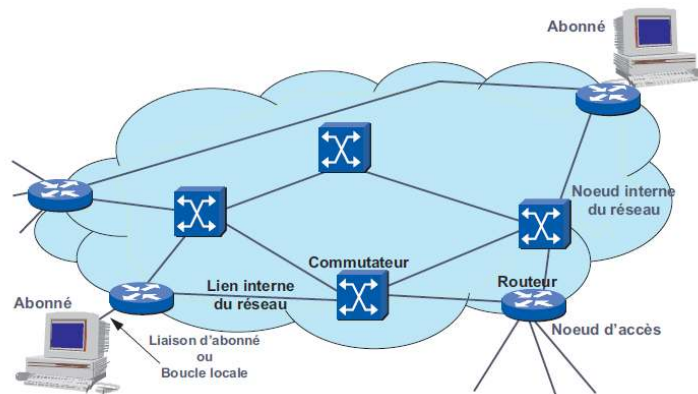 Abonné
Noeud interne
du réseau
Commutateur
Lien interne
du réseau
Routeur
Abonné
Noeud d'accès
Liaison d'abonné
ou
Boucle locale